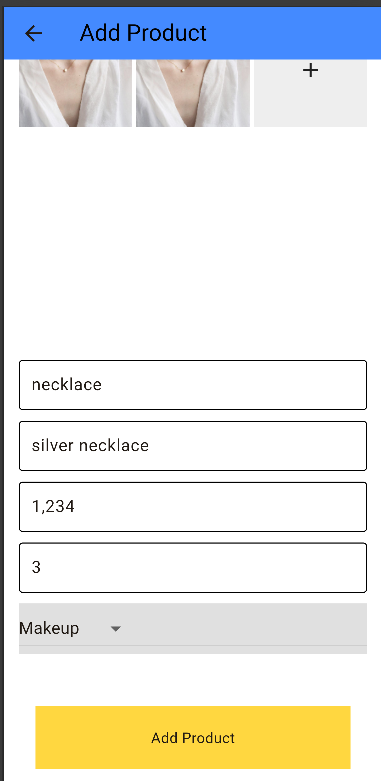 Add Product
necklace
silver necklace
1,234
3
Makeup
Add Product